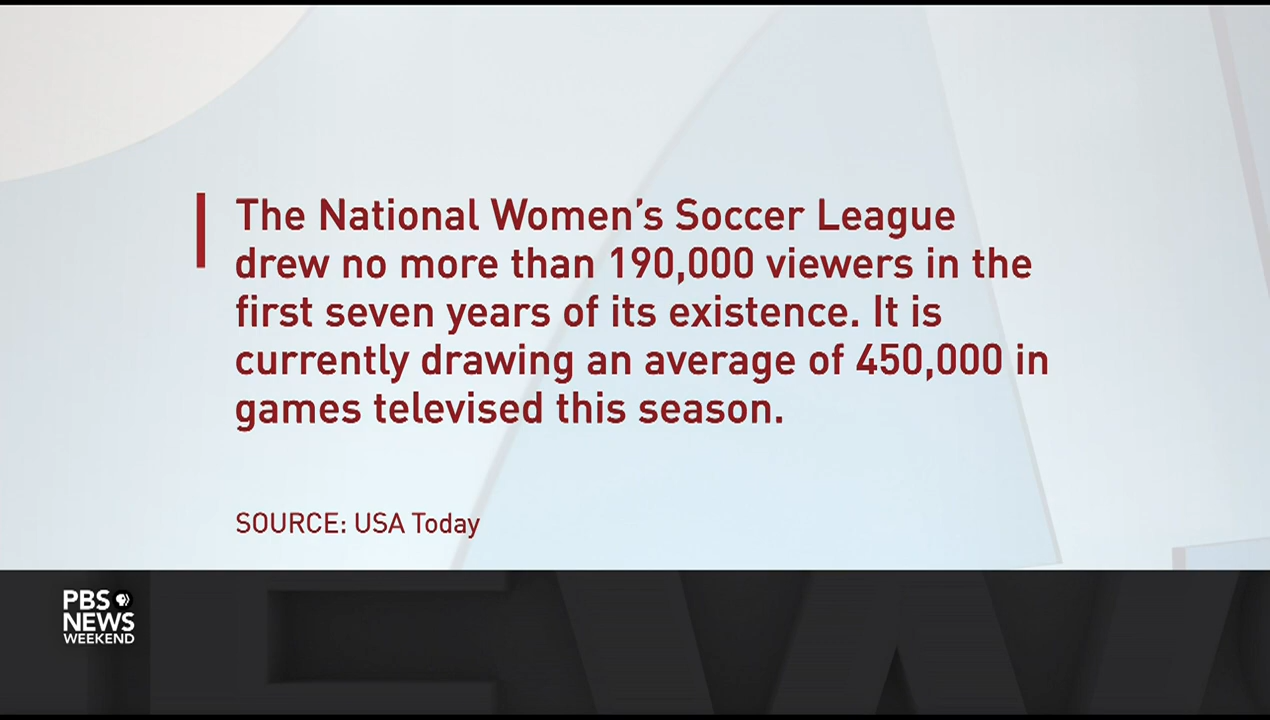 The National Women's Soccer League
drew no more than 190,000 viewers in the
first seven years of its existence. It is
currently drawing an average of 450,000 in
games televised this season.
SOURCE: USA Today
PBS
NEWS
WEEKEND